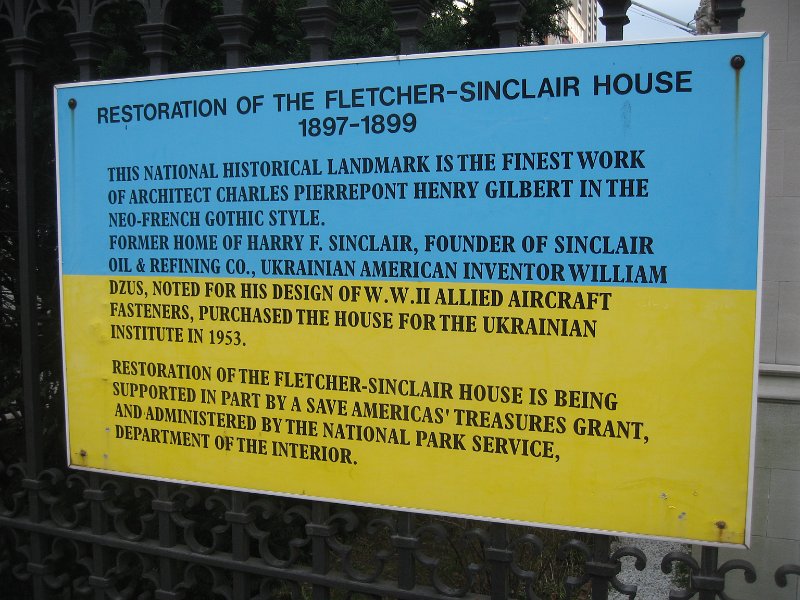 RESTORATION OF THE FLETCHER-SINCLAIR HOUSE
1897-1899
THIS NATIONAL HISTORICAL LANDMARK IS THE FINEST WORK
OF ARCHITECT CHARLES PIERREPONT HENRY GILBERT IN THE
NEO-FRENCH GOTHIC STYLE.
FORMER HOME OF HARRY F. SINCLAIR, FOUNDER OF SINCLAIR
OIL & REFINING CO., UKRAINIAN AMERICAN INVENTOR WILLIAM
DZUS, NOTED FOR HIS DESIGN OF W.W.II ALLIED AIRCRAFT
FASTENERS, PURCHASED THE HOUSE FOR THE UKRAINIAN
INSTITUTE IN 1953.
RESTORATION OF THE FLETCHER-SINCLAIR HOUSE IS BEING
SUPPORTED IN PART BY A SAVE AMERICAS' TREASURES GRANT,
AND ADMINISTERED BY THE NATIONAL PARK SERVICE,
DEPARTMENT OF THE INTERIOR.